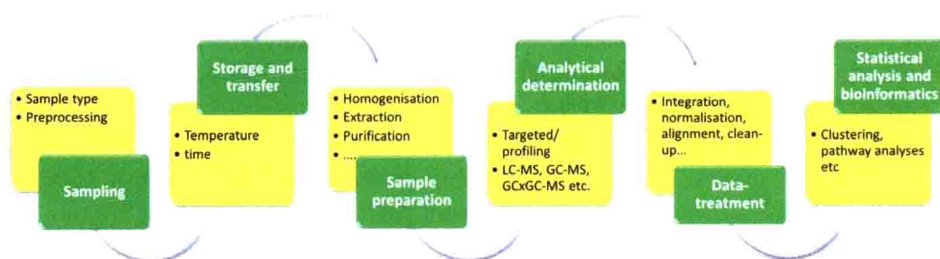 • Sample type
• Preprocessing
Sampling
Storage and
transfer
• Temperature
• time
• Homogenisation
• Extraction
• Purification
• ....
Sample
preparation
Analytical
determination
• Targeted/
profiling
• LC-MS, GC-MS,
GCxGC-MS etc.
• Integration,
normalisation,
alignment, clean-
up...
Data-
treatment
Statistical
analysis and
bioinformatics
• Clustering,
pathway analyses
etc